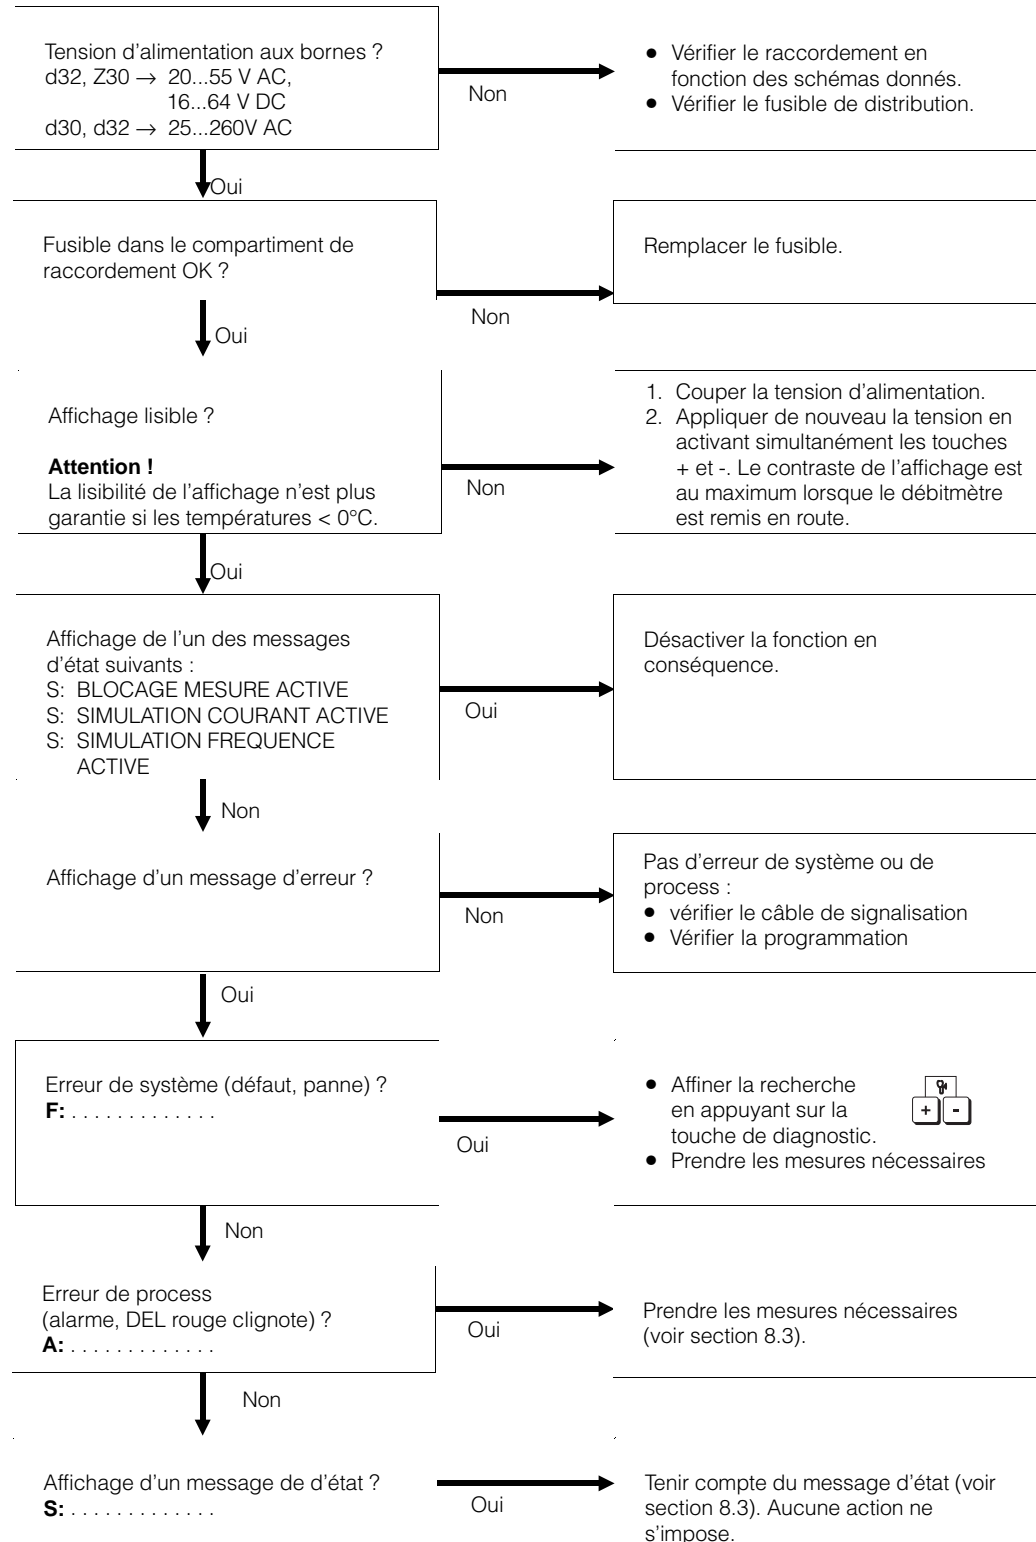 Tension d'alimentation aux bornes ?
d32, Z30 → 20...55 V AC,
16...64 V DC
d30, d32 → 25...260V AC
Non
● Vérifier le raccordement en
fonction des schémas donnés.
● Vérifier le fusible de distribution.
Oui
Fusible dans le compartiment de
raccordement OK ?
Non
Remplacer le fusible.
Oui
Affichage lisible ?
Attention !
La lisibilité de l'affichage n'est plus
garantie si les températures < 0°C.
Non
1. Couper la tension d'alimentation.
2. Appliquer de nouveau la tension en
activant simultanément les touches
+ et -. Le contraste de l'affichage est
au maximum lorsque le débitmètre
est remis en route.
Oui
Affichage de l'un des messages
d'état suivants :
S: BLOCAGE MESURE ACTIVE
S: SIMULATION COURANT ACTIVE
S: SIMULATION FREQUENCE
ACTIVE
Oui
Désactiver la fonction en
conséquence.
Non
Affichage d'un message d'erreur ?
Non
Pas d'erreur de système ou de
process :
● vérifier le câble de signalisation
● Vérifier la programmation
Oui
Erreur de système (défaut, panne) ?
F: . . . . . . . . . . . . .
Oui
● Affiner la recherche
en appuyant sur la
touche de diagnostic.
+ -
● Prendre les mesures nécessaires
Non
Erreur de process
(alarme, DEL rouge clignote) ?
A: . . . . . . . . . . . . .
Oui
Prendre les mesures nécessaires
(voir section 8.3).
Non
Affichage d'un message de d'état ?
S: . . . . . . . . . . . . .
Oui
Tenir compte du message d'état (voir
section 8.3). Aucune action ne
s'impose.